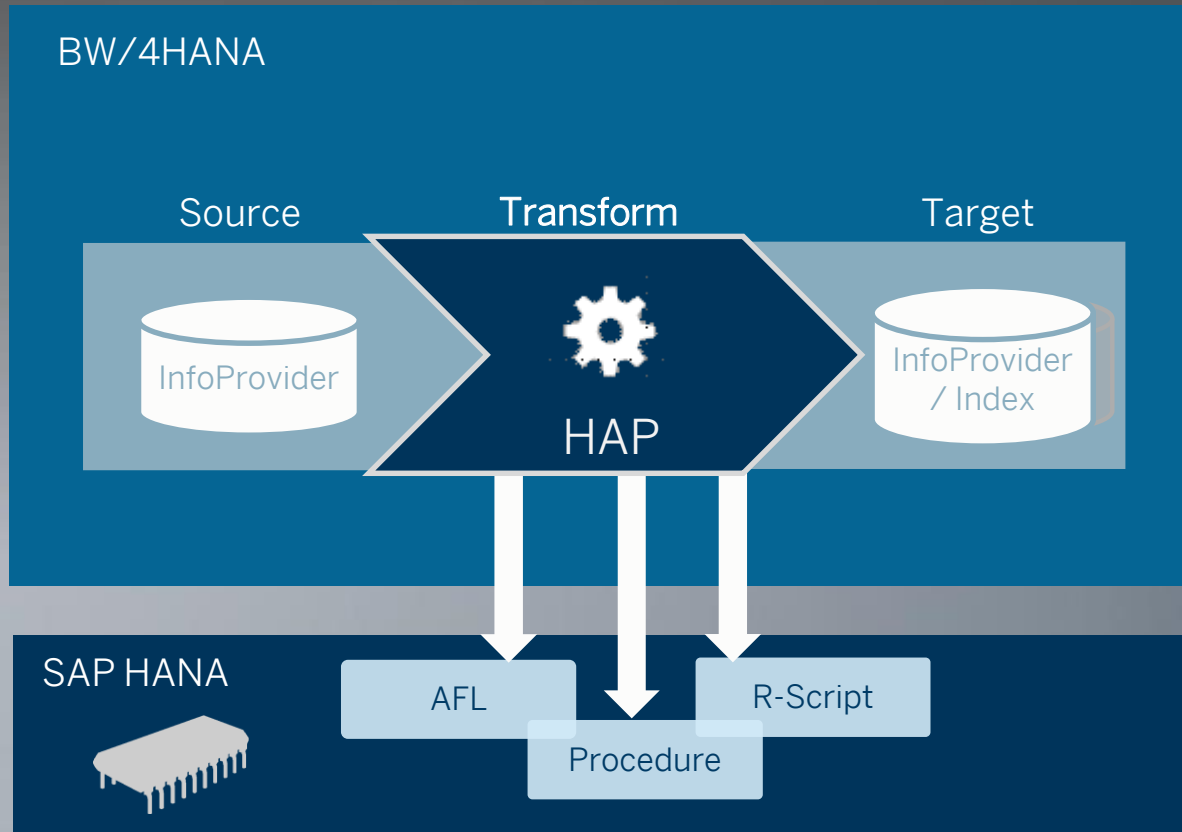 BW/4HANA
Source
Transform
Target
InfoProvider
HAP
InfoProvider
/ Index
SAP HANA
AFL
Procedure
R-Script